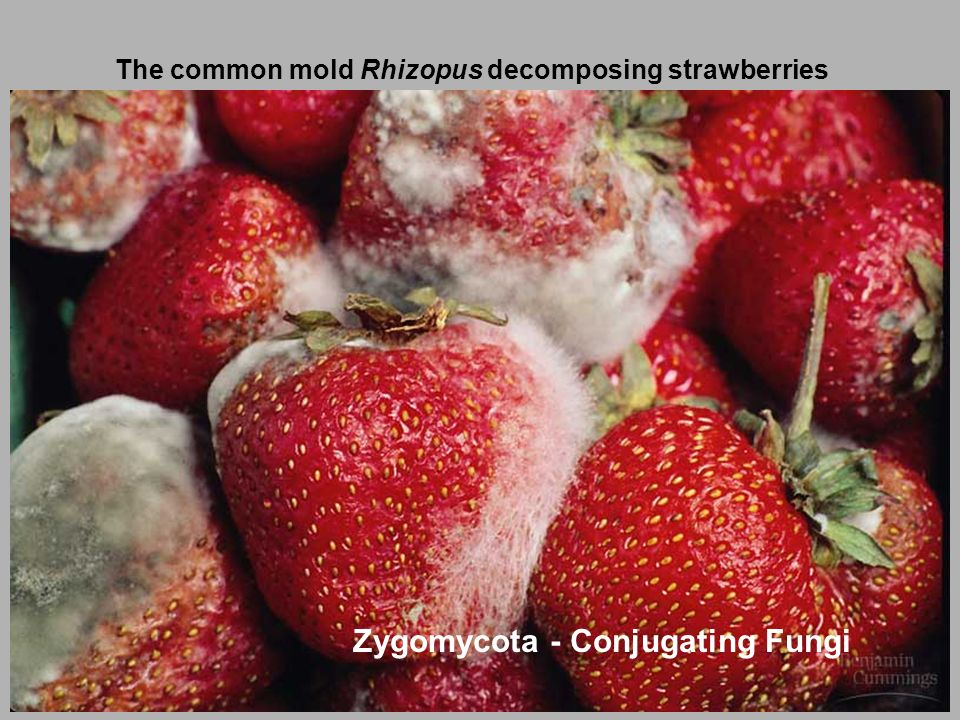 The common mold Rhizopus decomposing strawberries
Zygomycota - Conjugating Fungi
Benjamin
Cummings